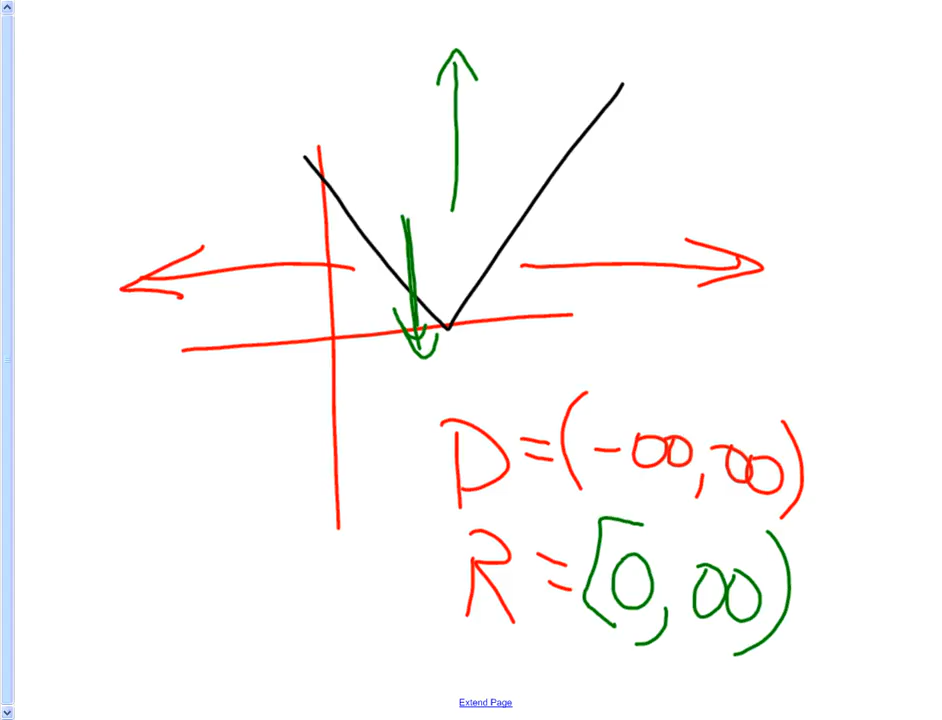 D = (-∞, ∞)
R = [0, ∞)
Extend Page